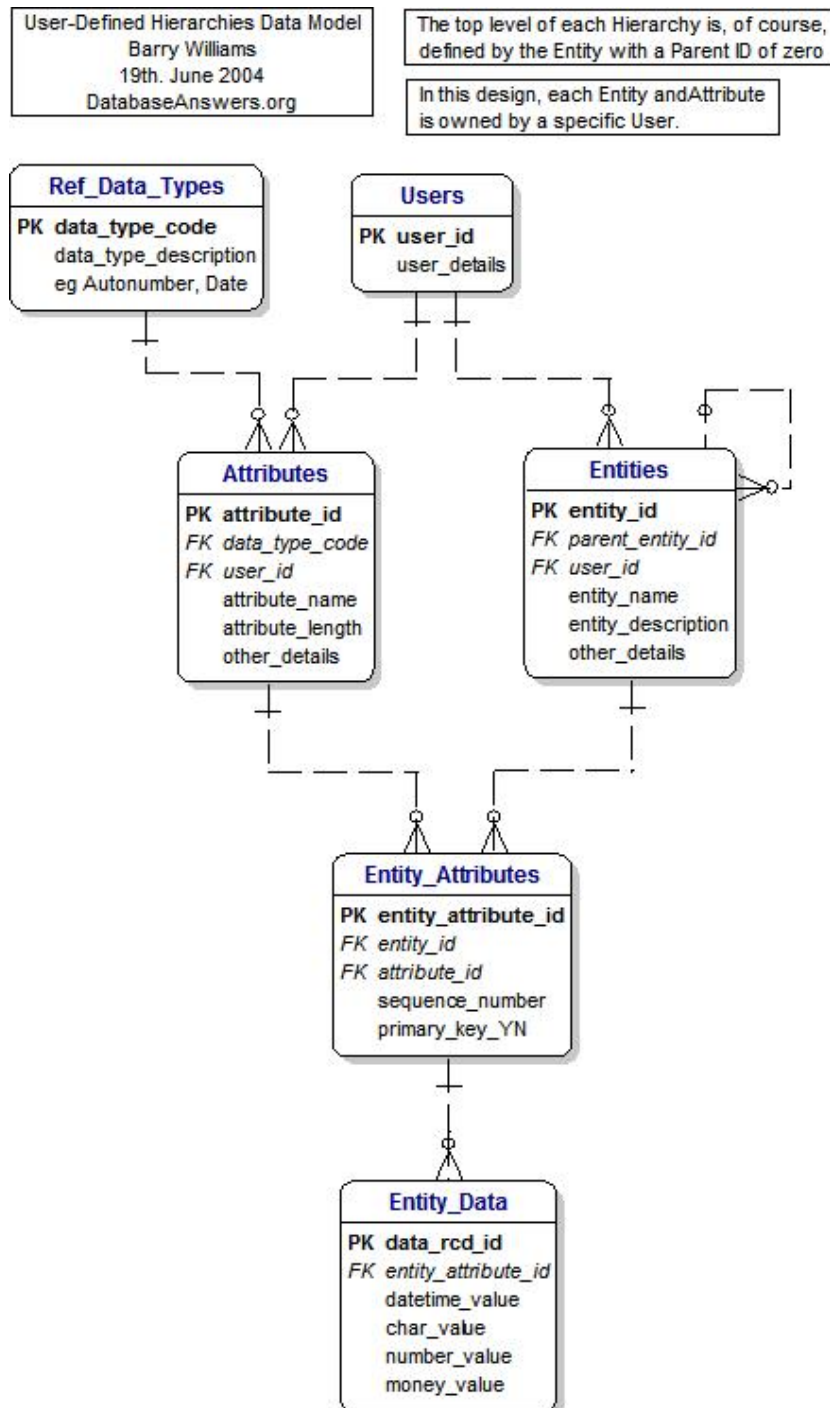 User-Defined Hierarchies Data Model
Barry Williams
19th. June 2004
DatabaseAnswers.org
The top level of each Hierarchy is, of course,
defined by the Entity with a Parent ID of zero
In this design, each Entity andAttribute
is owned by a specific User.
Ref_Data_Types
PK data_type_code
data_type_description
eg Autonumber, Date
Users
PK user_id
user_details
Attributes
PK attribute_id
FK data_type_code
FK user_id
attribute_name
attribute_length
other_details
Entities
PK entity_id
FK parent_entity_id
FK user_id
entity_name
entity_description
other_details
Entity_Attributes
PK entity_attribute_id
FK entity_id
FK attribute_id
sequence_number
primary_key_YN
Entity_Data
PK data_rcd_id
FK entity_attribute_id
datetime_value
char_value
number_value
money_value